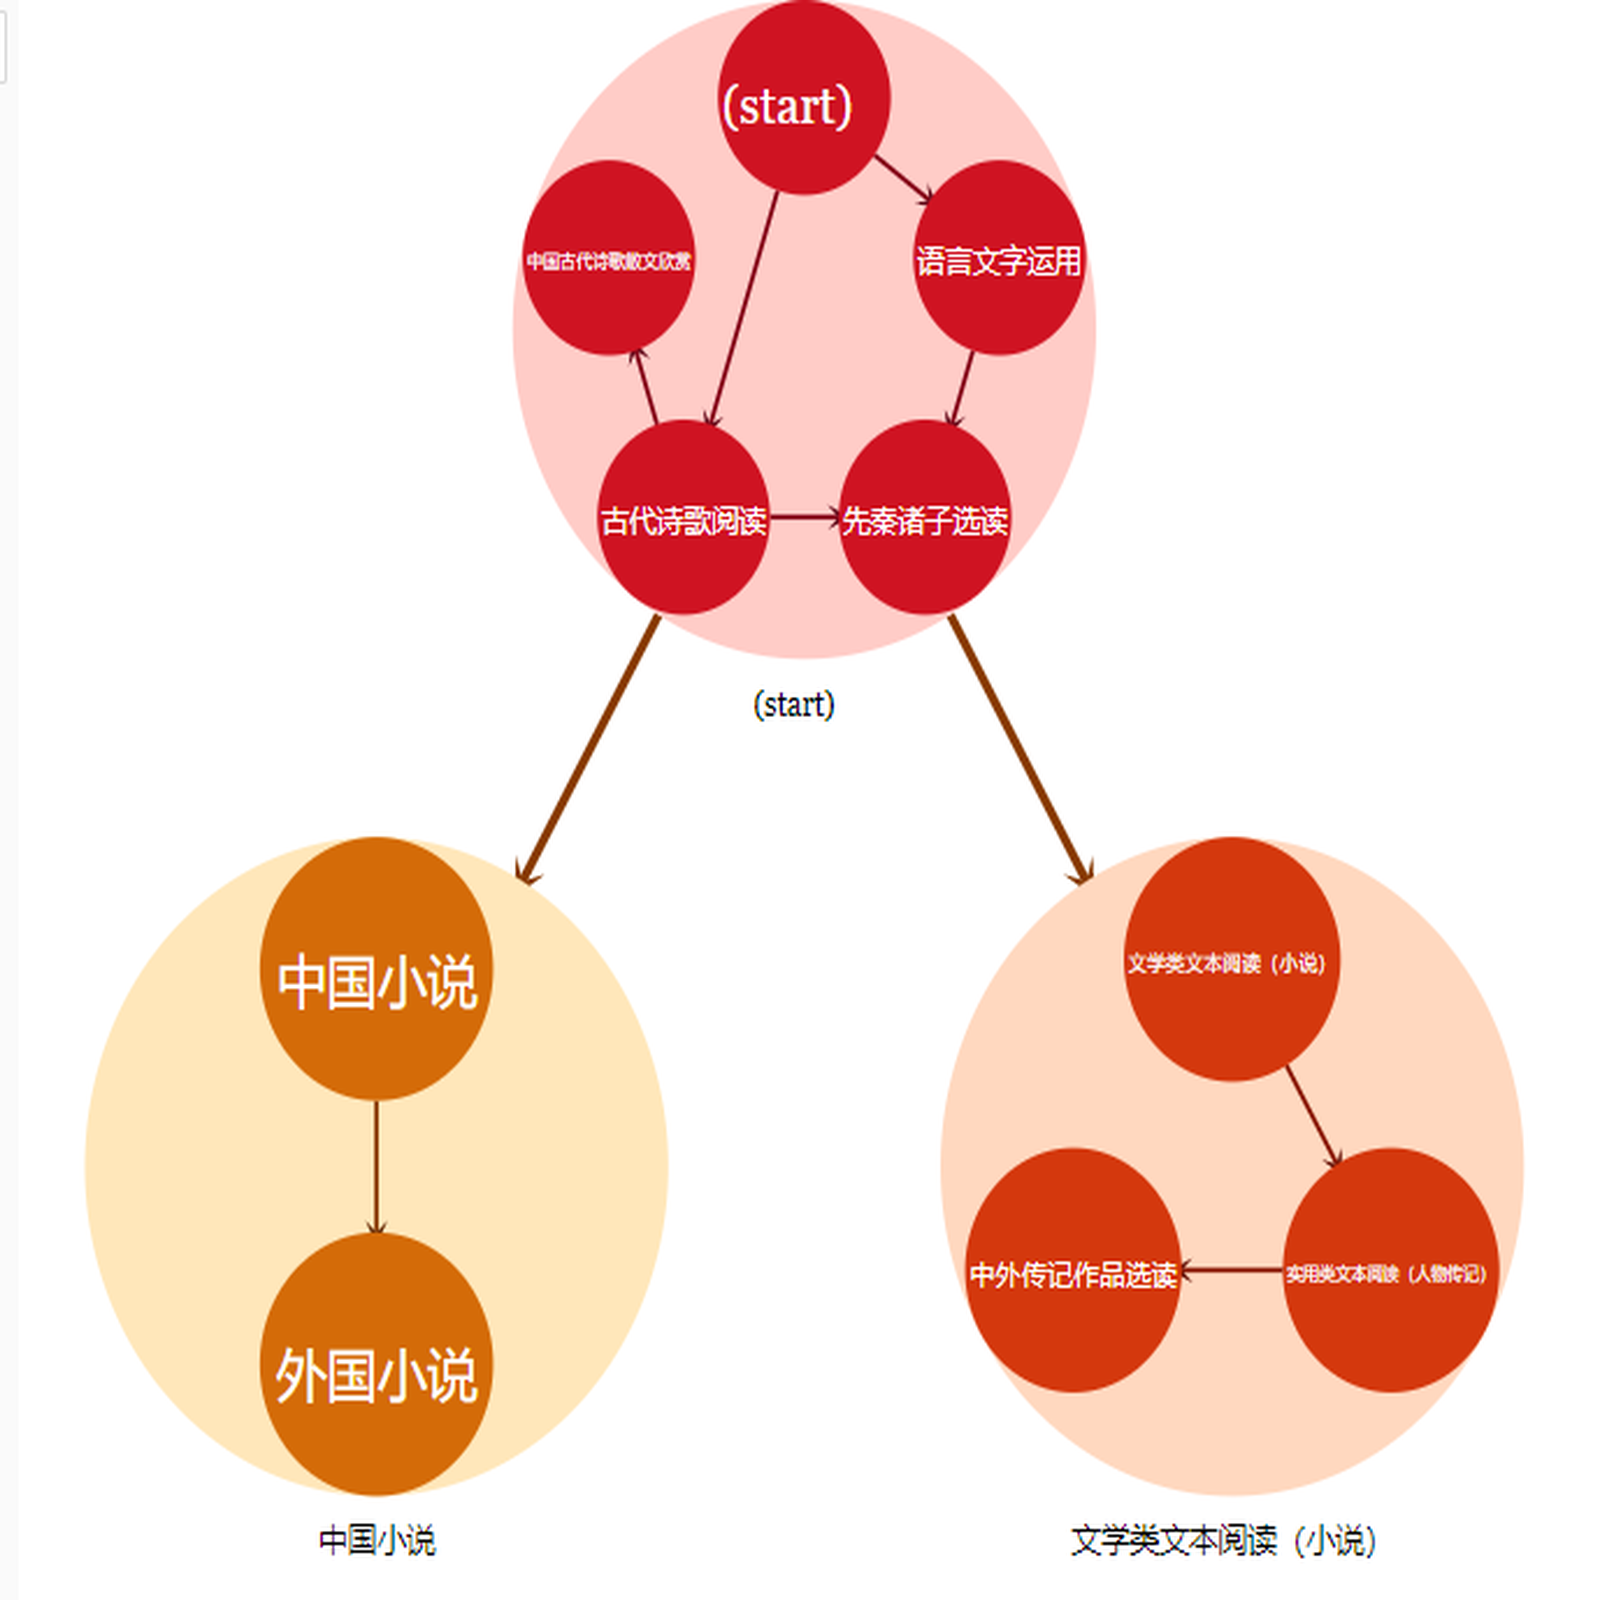 (start)
中国古代诗歌散文欣赏
语言文字运用
古代诗歌阅读
先秦诸子选读
(start)
中国小说
文学类文本阅读（小说）
中外传记作品选读
实用类文本阅读（人物传记）
外国小说
中国小说
文学类文本阅读（小说）